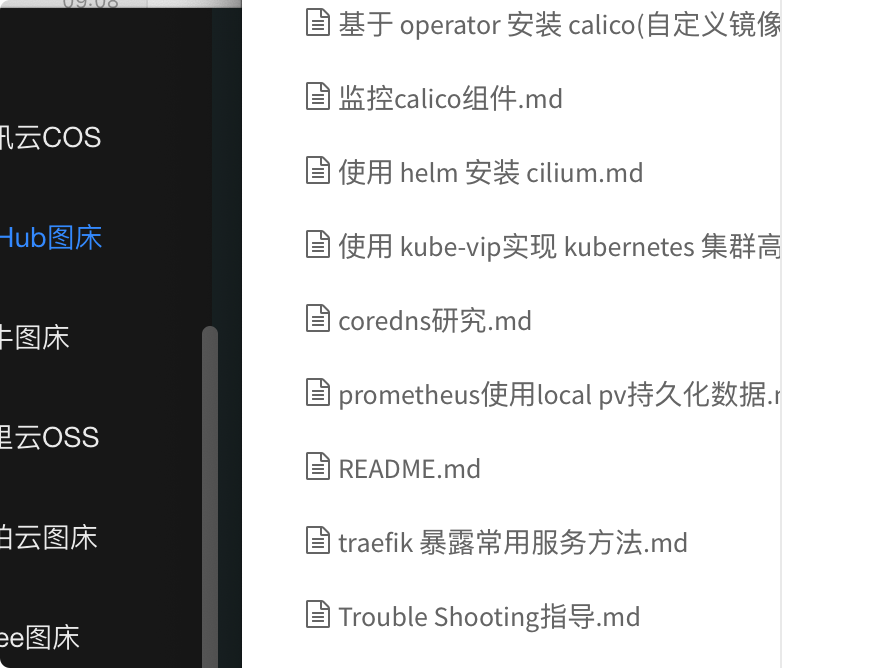 09:08
讯云COS
Hub图床
牛图床
里云OSS
拍云图床
ee图床
基于 operator 安装 calico(自定义镜像
监控calico组件.md
使用 helm 安装 cilium.md
使用 kube-vip实现 kubernetes 集群高
coredns研究.md
prometheus使用local pv持久化数据.r
README.md
traefik 暴露常用服务方法.md
Trouble Shooting指导.md